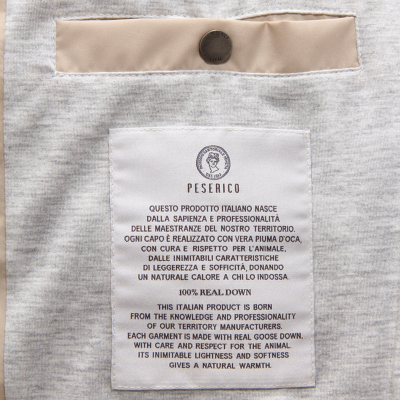 PESERICO
QUESTO PRODOTTO ITALIANO NASCE
DALLA SAPIENZA E PROFESSIONALITÀ
DELLE MAESTRANZE DEL NOSTRO TERRITORIO.
OGNI CAPO È REALIZZATO CON VERA PIUMA D'OCA,
CON CURA E RISPETTO PER L'ANIMALE,
DALLE INIMITABILI CARATTERISTICHE
DI LEGGEREZZA E SOFFICITÀ, DONANDO
UN NATURALE CALORE A CHI LO INDOSSA.
100% REAL DOWN
THIS ITALIAN PRODUCT IS BORN
FROM THE KNOWLEDGE AND PROFESSIONALITY
OF OUR TERRITORY MANUFACTURERS.
EACH GARMENT IS MADE WITH REAL GOOSE DOWN,
WITH CARE AND RESPECT FOR THE ANIMAL.
ITS INIMITABLE LIGHTNESS AND SOFTNESS
GIVES A NATURAL WARMTH.